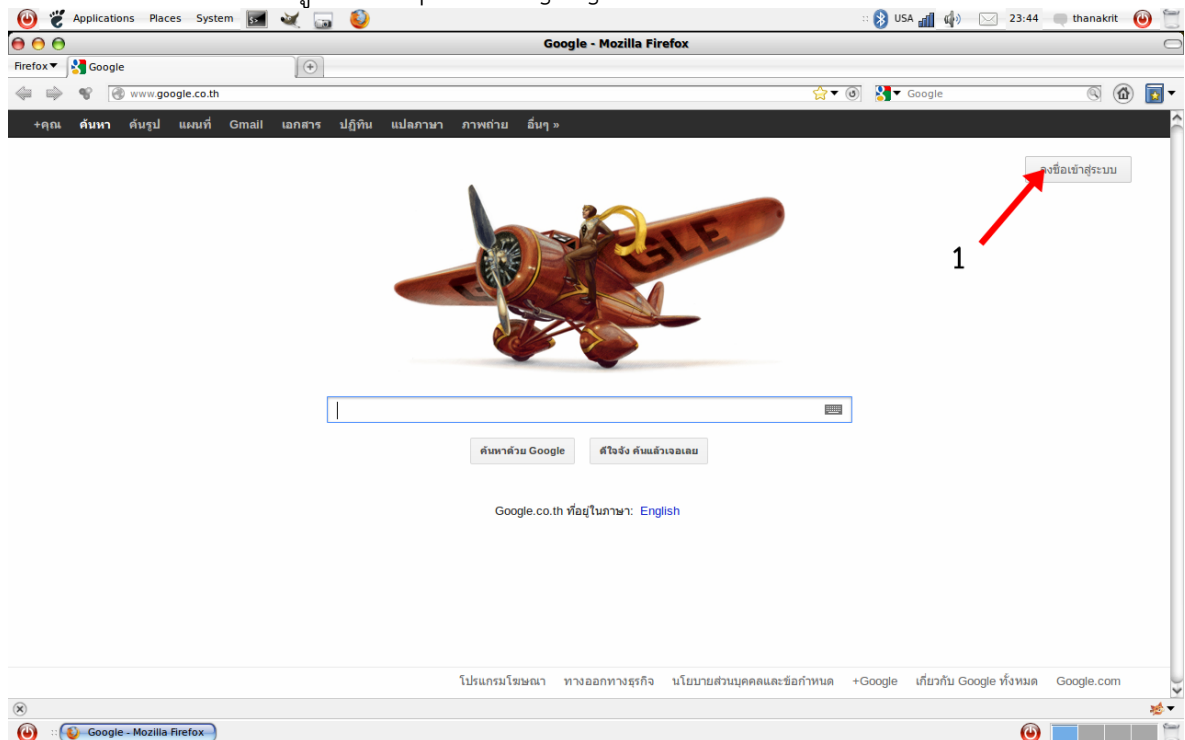 Applications Places System USA 23:44 thanakrit
Google - Mozilla Firefox
Firefox Google
www.google.co.th Google
+คุณ ค้นหา ค้นรูป แผนที่ Gmail เอกสาร ปฏิทิน แปลภาษา ภาพถ่าย อื่นๆ »
ลงชื่อเข้าสู่ระบบ
1
G GLE
ค้นหาด้วย Google ดีใจจัง ค้นแล้วเจอเลย
Google.co.th ที่อยู่ในภาษา: English
โปรแกรมโฆษณา ทางออกทางธุรกิจ นโยบายส่วนบุคคลและข้อกำหนด +Google เกี่ยวกับ Google ทั้งหมด Google.com
Google - Mozilla Firefox